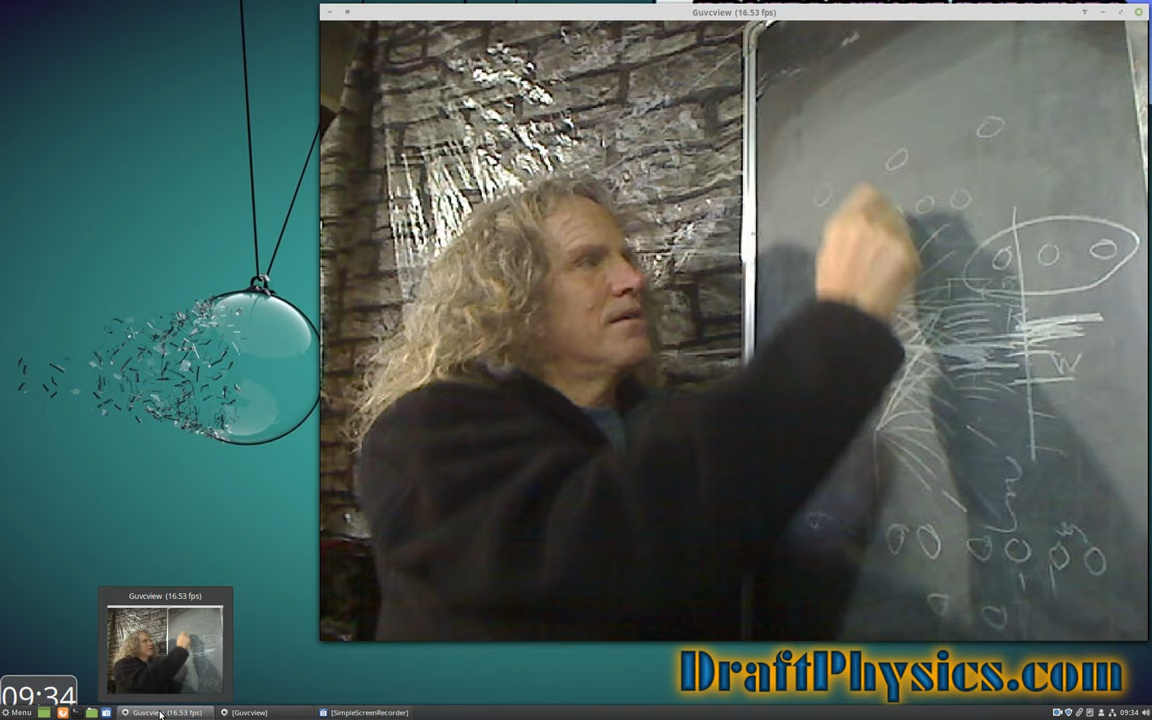 Guvcview (16.53 fps)
W
Guvcview (16.53 fps)
DraftPhysics.com
09:34
Menu
Guvcview (16.53 fps)
[Guvcview]
[SimpleScreenRecorder]
09:34